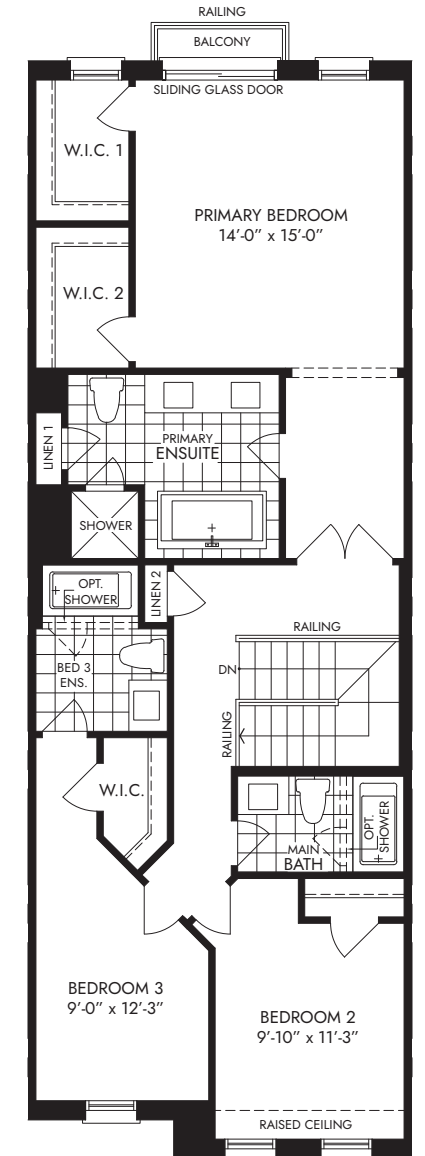 RAILING
BALCONY
SLIDING GLASS DOOR
W.I.C. 1
PRIMARY BEDROOM
14'-0" x 15'-0"
W.I.C. 2
LINEN 1
PRIMARY
ENSUITE
SHOWER
OPT.
SHOWER
LINEN 2
RAILING
BED 3
ENS.
DN
RAILING
W.I.C.
OPT.
SHOWER
MAIN
BATH
BEDROOM 3
9'-0" x 12'-3"
BEDROOM 2
9'-10" x 11'-3"
RAISED CEILING